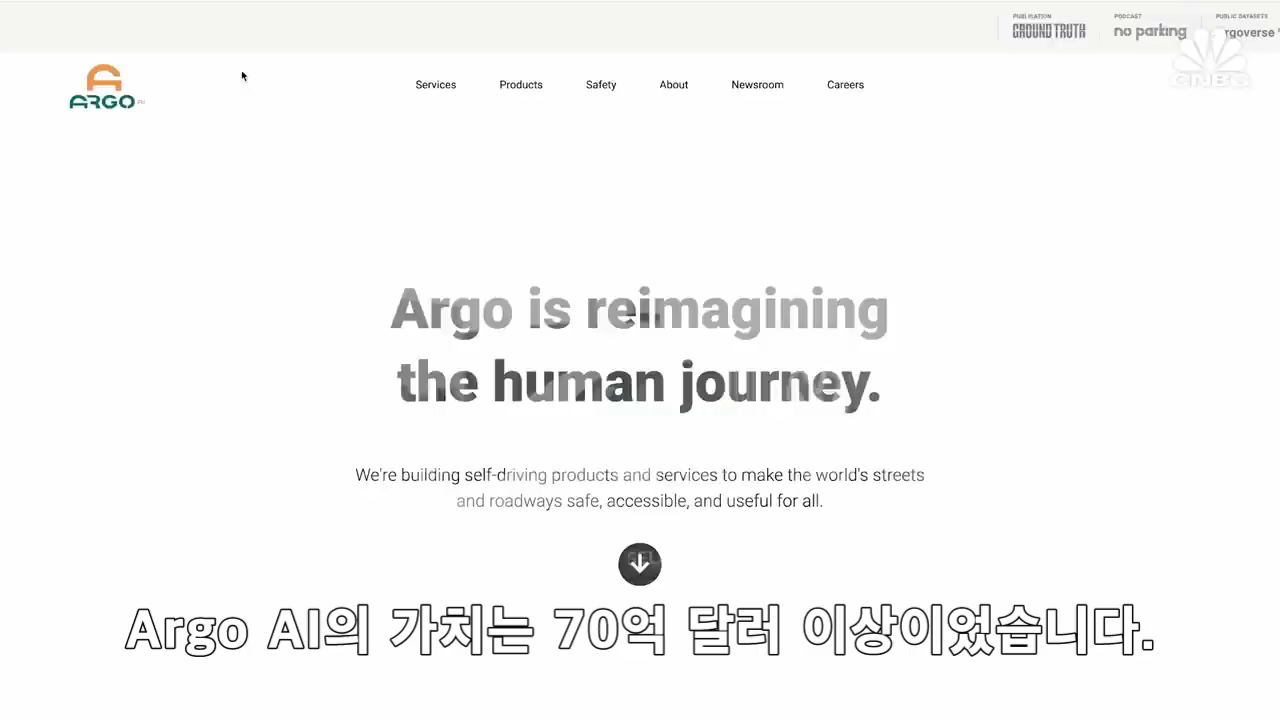 PUBLICATION
GROUND TRUTH
PODCAST
no parking
PUBLIC DATASETS
rgoverse
CNBC
ARGO AI
Services
Products
Safety
About
Newsroom
Careers
Argo is reimagining
the human journey.
We're building self-driving products and services to make the world's streets
and roadways safe, accessible, and useful for all.
Argo AI의 가치는 70억 달러 이상이었습니다.